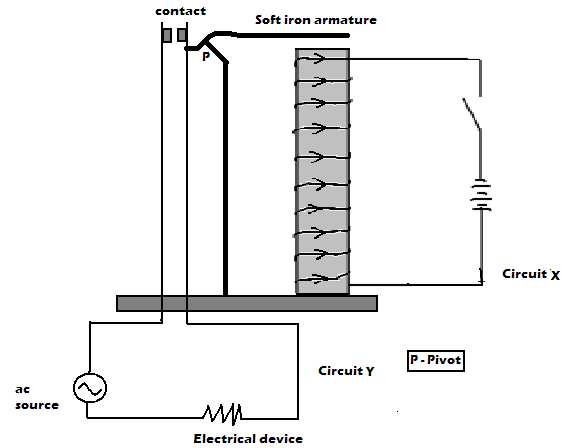 contact
Soft iron armature
P
Circuit X
Circuit Y
P - Pivot
ac
source
Electrical device